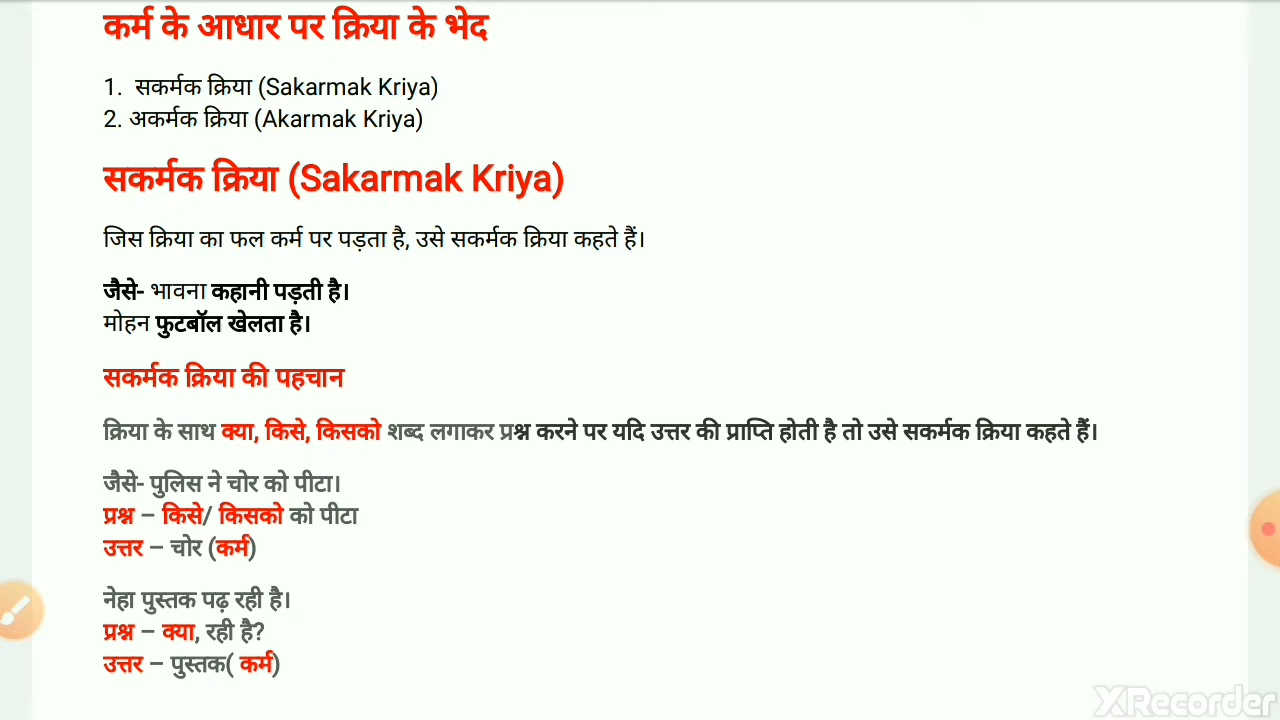 कर्म के आधार पर क्रिया के भेद
1. सकर्मक क्रिया (Sakarmak Kriya)
2. अकर्मक क्रिया (Akarmak Kriya)
सकर्मक क्रिया (Sakarmak Kriya)
जिस क्रिया का फल कर्म पर पड़ता है, उसे सकर्मक क्रिया कहते हैं।
जैसे- भावना कहानी पड़ती है।
मोहन फुटबॉल खेलता है।
सकर्मक क्रिया की पहचान
क्रिया के साथ क्या, किसे, किसको शब्द लगाकर प्रश्न करने पर यदि उत्तर की प्राप्ति होती है तो उसे सकर्मक क्रिया कहते हैं।
जैसे- पुलिस ने चोर को पीटा।
प्रश्न – किसे/ किसको को पीटा
उत्तर – चोर (कर्म)
नेहा पुस्तक पढ़ रही है।
प्रश्न – क्या, रही है?
उत्तर – पुस्तक( कर्म)
XRecorder